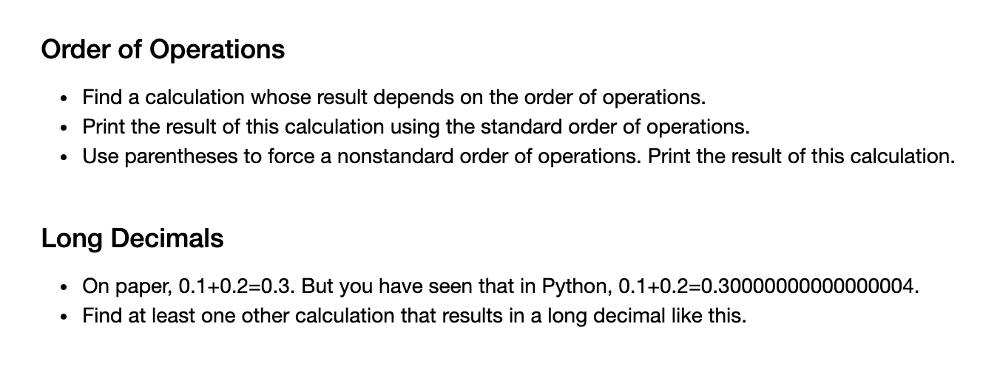 Order of Operations
• Find a calculation whose result depends on the order of operations.
• Print the result of this calculation using the standard order of operations.
• Use parentheses to force a nonstandard order of operations. Print the result of this calculation.
Long Decimals
• On paper, 0.1+0.2=0.3. But you have seen that in Python, 0.1+0.2=0.30000000000000004.
• Find at least one other calculation that results in a long decimal like this.